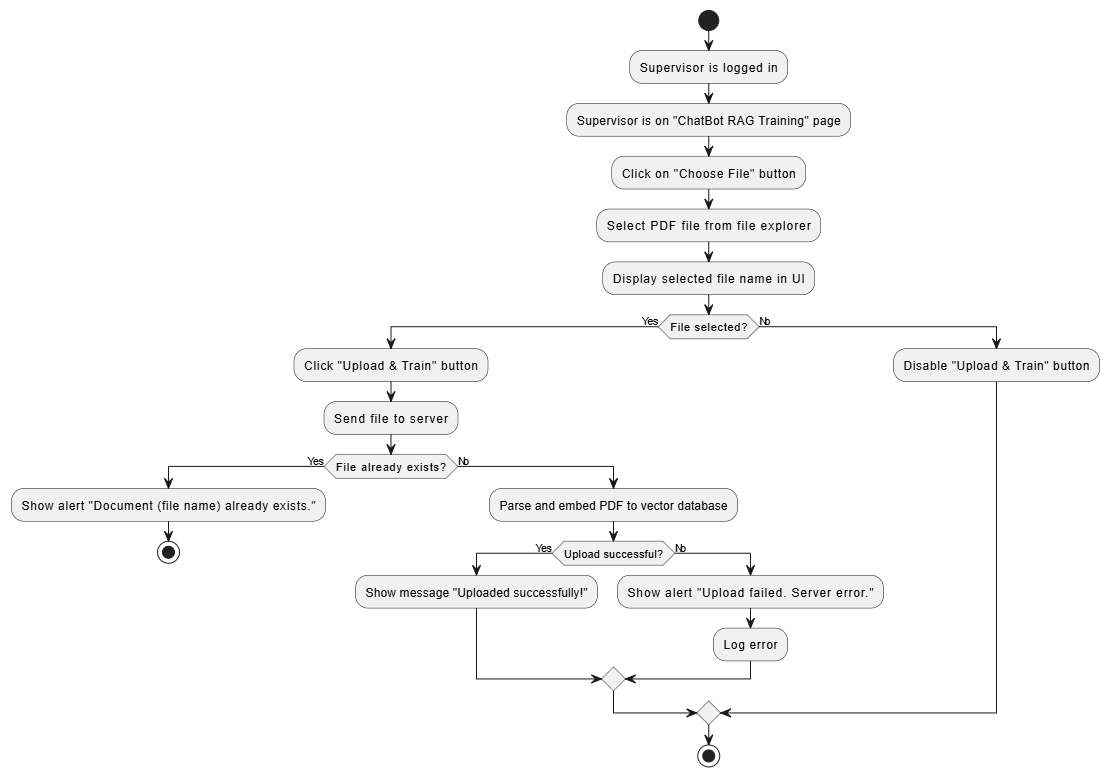 Supervisor is logged in
Supervisor is on "ChatBot RAG Training" page
Click on "Choose File" button
Select PDF file from file explorer
Display selected file name in UI
Yes
File selected?
No
Click "Upload & Train" button
Disable "Upload & Train" button
Send file to server
Yes
File already exists?
No
Show alert "Document (file name) already exists."
Parse and embed PDF to vector database
Yes
Upload successful?
No
Show message "Uploaded successfully!"
Show alert "Upload failed. Server error."
Log error